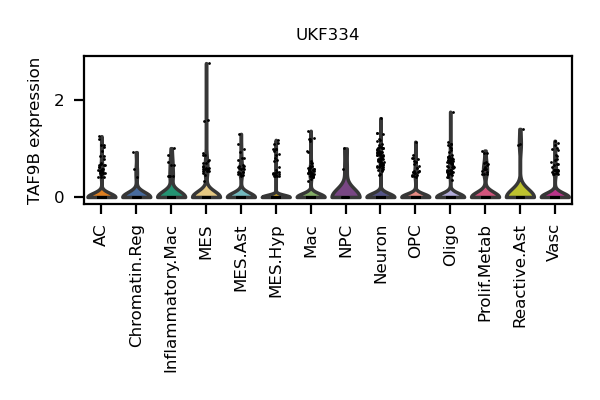 UKF334
TAF9B expression
2
0
AC
Chromatin.Reg
Inflammatory.Mac
MES
MES.Ast
MES.Hyp
Mac
NPC
Neuron
OPC
Oligo
Prolif.Metab
Reactive.Ast
Vasc